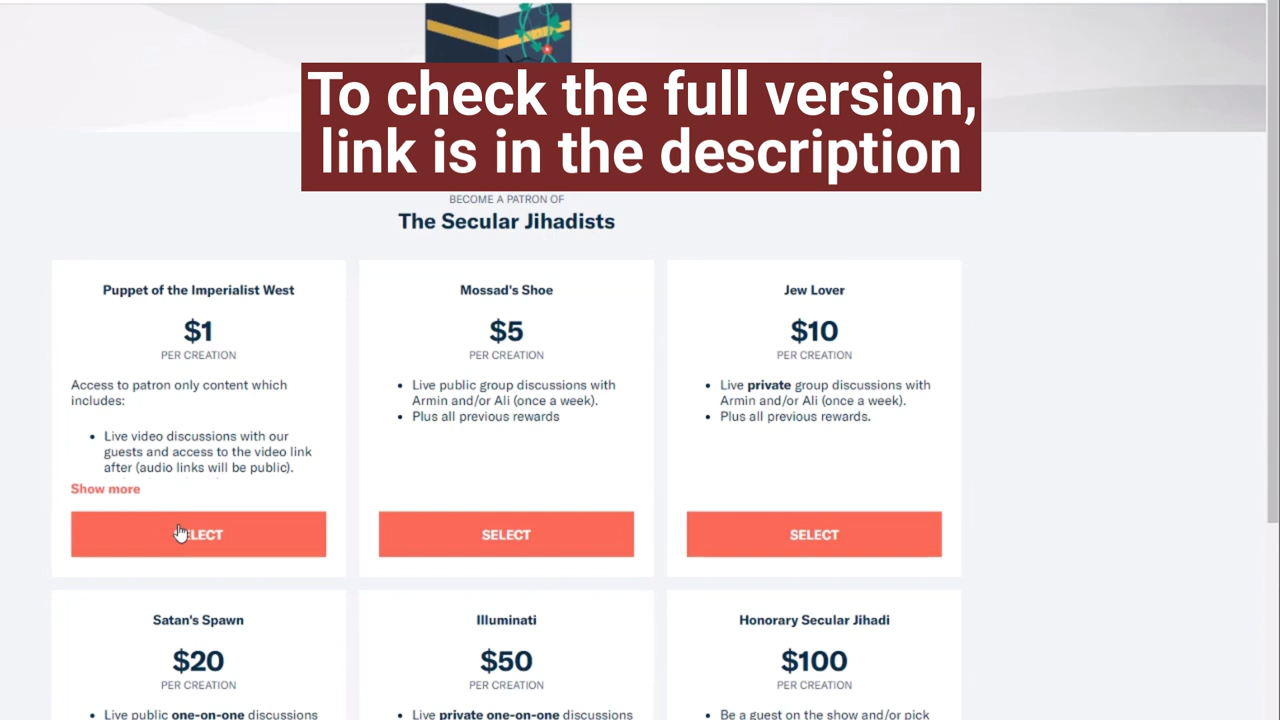 To check the full version,
link is in the description
BECOME A PATRON OF
The Secular Jihadists
Puppet of the Imperialist West
$1
PER CREATION
Access to patron only content which
includes:
• Live video discussions with our
guests and access to the video link
after (audio links will be public).
Show more
SELECT
Mossad's Shoe
$5
PER CREATION
• Live public group discussions with
Armin and/or Ali (once a week).
• Plus all previous rewards
SELECT
Jew Lover
$10
PER CREATION
• Live private group discussions with
Armin and/or Ali (once a week).
• Plus all previous rewards.
SELECT
Satan's Spawn
$20
PER CREATION
• Live public one-on-one discussions
Illuminati
$50
PER CREATION
• Live private one-on-one discussions
Honorary Secular Jihadi
$100
PER CREATION
• Be a guest on the show and/or pick